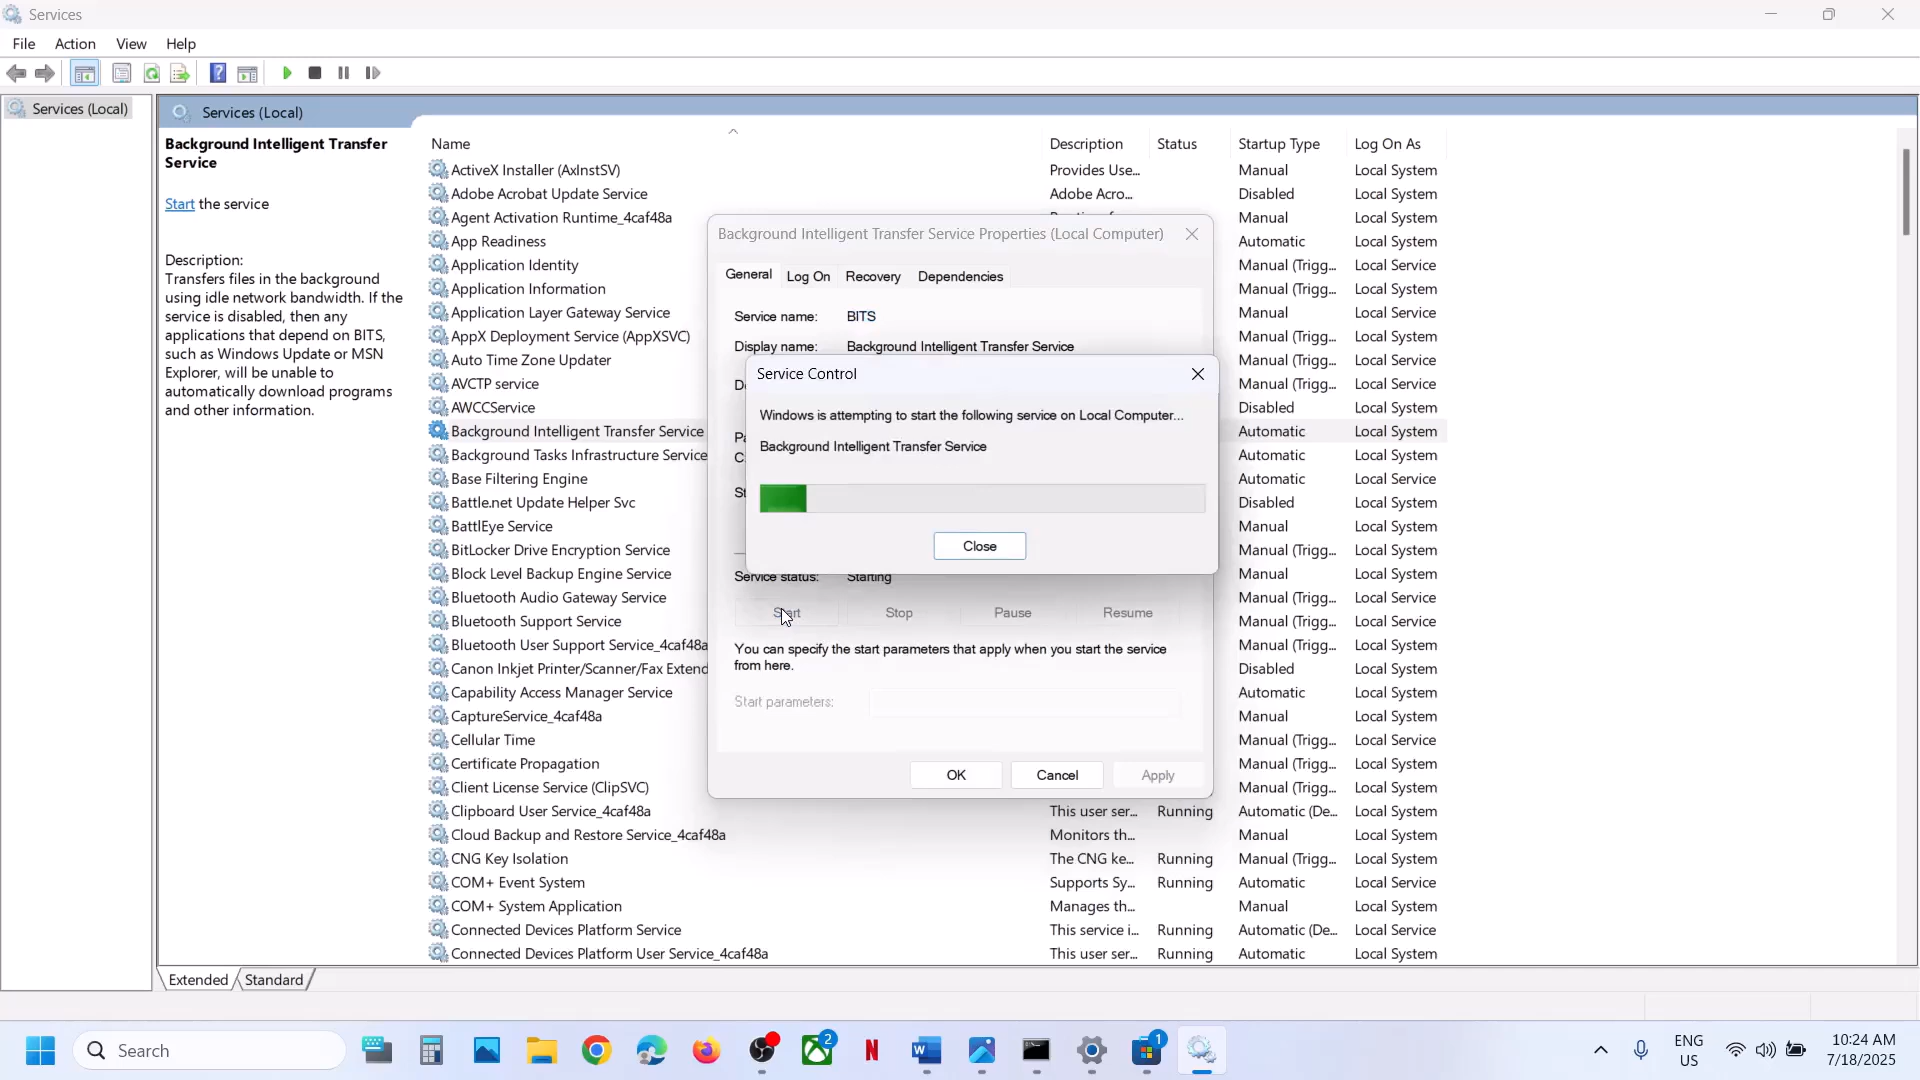 Services
File Action View Help
Services (Local)
Services (Local)
Background Intelligent Transfer
Service
Start the service
Description:
Transfers files in the background
using idle network bandwidth. If the
service is disabled, then any
applications that depend on BITS,
such as Windows Update or MSN
Explorer, will be unable to
automatically download programs
and other information.
Name Description Status Startup Type Log On As
ActiveX Installer (AxInstSV) Provides Use... Manual Local System
Adobe Acrobat Update Service Adobe Acro... Disabled Local System
Agent Activation Runtime_4caf48a Manual Local System
App Readiness Automatic Local System
Application Identity Manual (Trigg... Local Service
Application Information Manual (Trigg... Local System
Application Layer Gateway Service Manual Local Service
AppX Deployment Service (AppXSVC) Manual (Trigg... Local System
Auto Time Zone Updater Manual (Trigg... Local Service
AVCTP service Manual (Trigg... Local Service
AWCCService Disabled Local System
Background Intelligent Transfer Service Automatic Local System
Background Tasks Infrastructure Service Automatic Local System
Base Filtering Engine Automatic Local Service
Battle.net Update Helper Svc Disabled Local System
BattlEye Service Manual Local System
BitLocker Drive Encryption Service Manual (Trigg... Local System
Block Level Backup Engine Service Manual Local System
Bluetooth Audio Gateway Service Manual (Trigg... Local Service
Bluetooth Support Service Manual (Trigg... Local Service
Bluetooth User Support Service_4caf48a Manual (Trigg... Local System
Canon Inkjet Printer/Scanner/Fax Extend Disabled Local System
Capability Access Manager Service Automatic Local System
CaptureService_4caf48a Manual Local System
Cellular Time Manual (Trigg... Local Service
Certificate Propagation Manual (Trigg... Local System
Client License Service (ClipSVC) Manual (Trigg... Local System
Clipboard User Service_4caf48a This user ser... Running Automatic (De... Local System
Cloud Backup and Restore Service_4caf48a Monitors th... Manual Local System
CNG Key Isolation The CNG ke... Running Manual (Trigg... Local System
COM+ Event System Supports Sy... Running Automatic Local Service
COM+ System Application Manages th... Manual Local System
Connected Devices Platform Service This service i... Running Automatic (De... Local Service
Connected Devices Platform User Service_4caf48a This user ser... Running Automatic Local System
Background Intelligent Transfer Service Properties (Local Computer)
General Log On Recovery Dependencies
Service name: BITS
Display name: Background Intelligent Transfer Service
Service Control
Windows is attempting to start the following service on Local Computer...
Background Intelligent Transfer Service
Close
Service status: Starting
Start Stop Pause Resume
You can specify the start parameters that apply when you start the service
from here.
Start parameters:
OK Cancel Apply
Extended Standard
Search
2
1
ENG
US
10:24 AM
7/18/2025